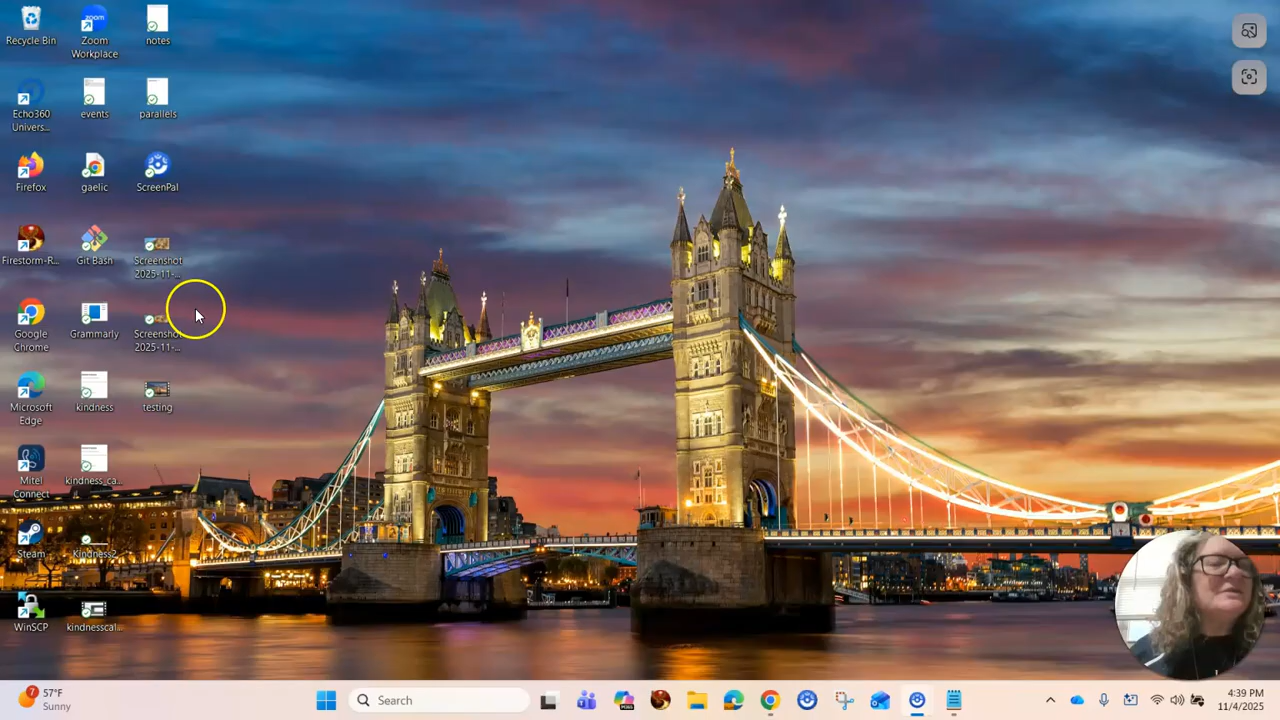 Recycle Bin
Zoom
Workplace
notes
Echo360
Univers...
events
parallels
Firefox
gaelic
ScreenPal
Firestorm-R...
Git Bash
Screenshot
2025-11-...
Google
Chrome
Grammarly
Screenshot
2025-11-...
Microsoft
Edge
kindness
testing
Mitel
Connect
kindness_ca...
Steam
Kindness2
WinSCP
kindnesscal...
zoom
7
57°F
Sunny
Search
4:39 PM
11/4/2025